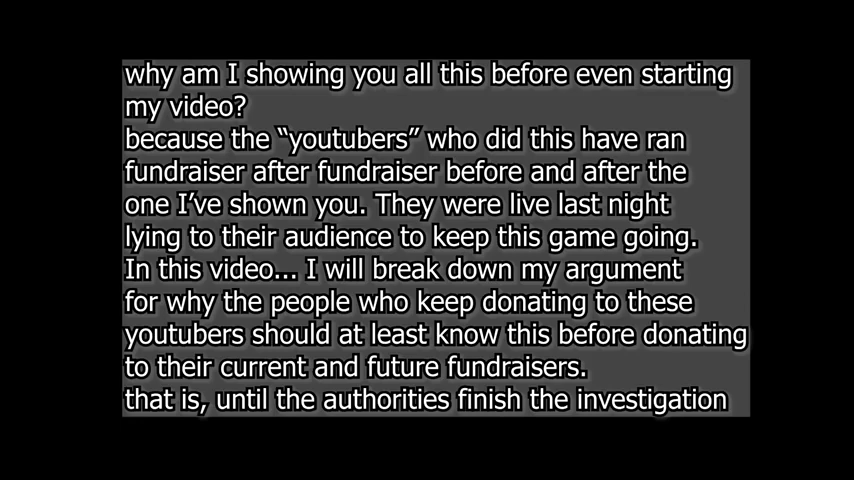 why am I showing you all this before even starting
my video?
because the “youtubers” who did this have ran
fundraiser after fundraiser before and after the
one I’ve shown you. They were live last night
lying to their audience to keep this game going.
In this video... I will break down my argument
for why the people who keep donating to these
youtubers should at least know this before donating
to their current and future fundraisers.
that is, until the authorities finish the investigation